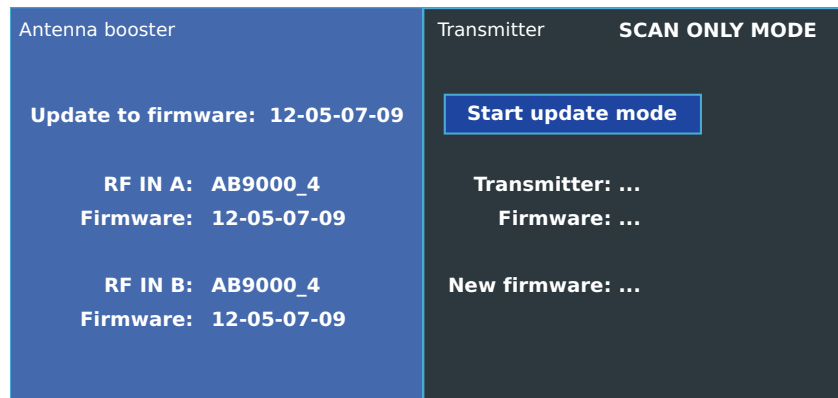 Antenna booster
Update to firmware: 12-05-07-09
RF IN A: AB9000_4
Firmware: 12-05-07-09
RF IN B: AB9000_4
Firmware: 12-05-07-09
Transmitter SCAN ONLY MODE
Start update mode
Transmitter: ...
Firmware: ...
New firmware: ...